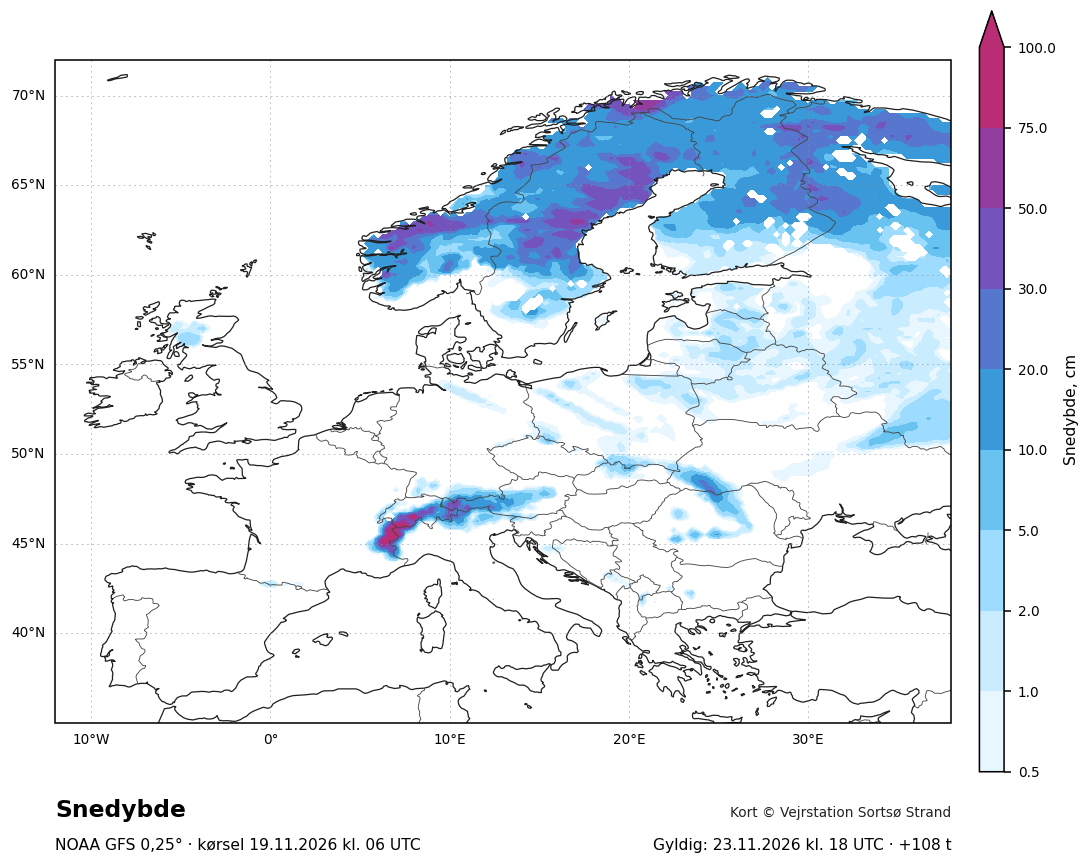 70°N
65°N
60°N
55°N
50°N
45°N
40°N
10°W
0°
10°E
20°E
30°E
100.0
75.0
50.0
30.0
20.0
10.0
5.0
2.0
1.0
0.5
Snedybde, cm
Snedybde
Kort © Vejrstation Sortsø Strand
NOAA GFS 0,25° · kørsel 19.11.2026 kl. 06 UTC
Gyldig: 23.11.2026 kl. 18 UTC · +108 t